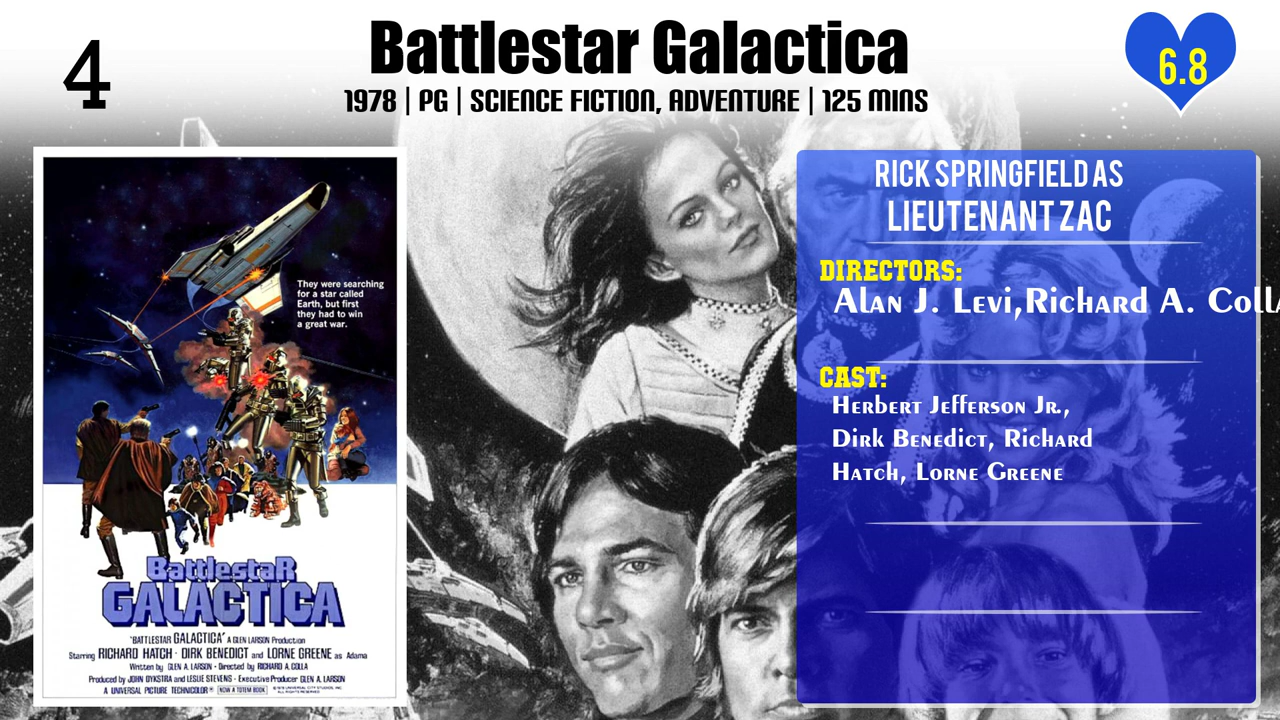 4
Battlestar Galactica
1978 | PG | SCIENCE FICTION, ADVENTURE | 125 MINS
6.8
They were searching
for a star called
Earth, but first
they had to win
a great war.
BattlestaR
GALACTICA
'BATTLESTAR GALACTICA' A GLEN LARSON Production
Starring RICHARD HATCH · DIRK BENEDICT and LORNE GREENE as Adama
Written by GLEN A. LARSON · Directed by RICHARD A. COLLA
Produced by JOHN DYKSTRA and LESLIE STEVENS · Executive Producer GLEN A. LARSON
A UNIVERSAL PICTURE TECHNICOLOR® NOW A TOTEM BOOK
RICK SPRINGFIELD AS
LIEUTENANT ZAC
DIRECTORS:
Alan J. Levi,Richard A. Coll
CAST:
Herbert Jefferson Jr.,
Dirk Benedict, Richard
Hatch, Lorne Greene